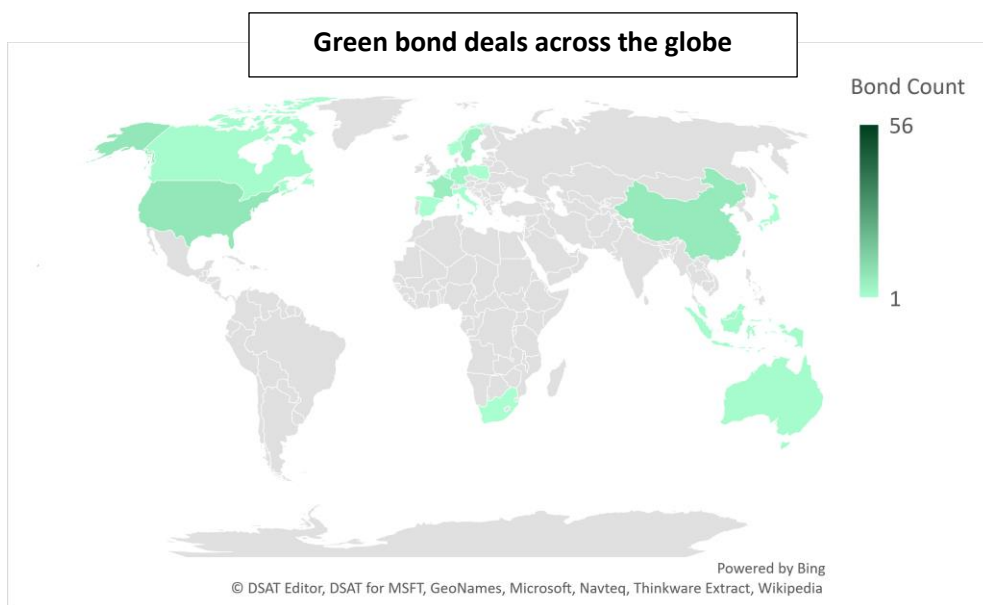 Green bond deals across the globe
Bond Count
56
1
Powered by Bing
© DSAT Editor, DSAT for MSFT, GeoNames, Microsoft, Navteq, Thinkware Extract, Wikipedia